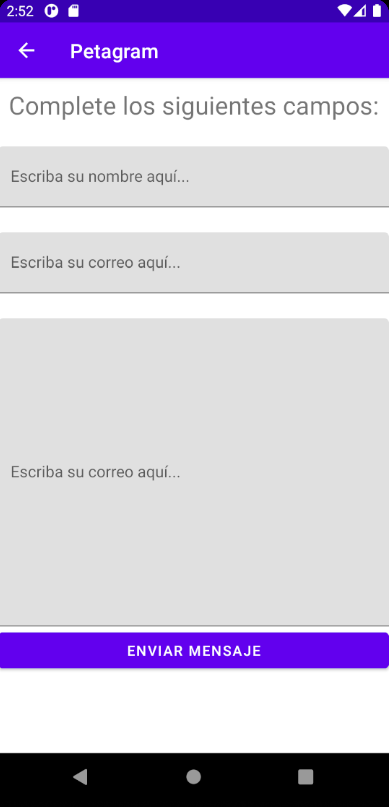 2:52
Petagram
Complete los siguientes campos:
Escriba su nombre aquí...
Escriba su correo aquí...
Escriba su correo aquí...
ENVIAR MENSAJE